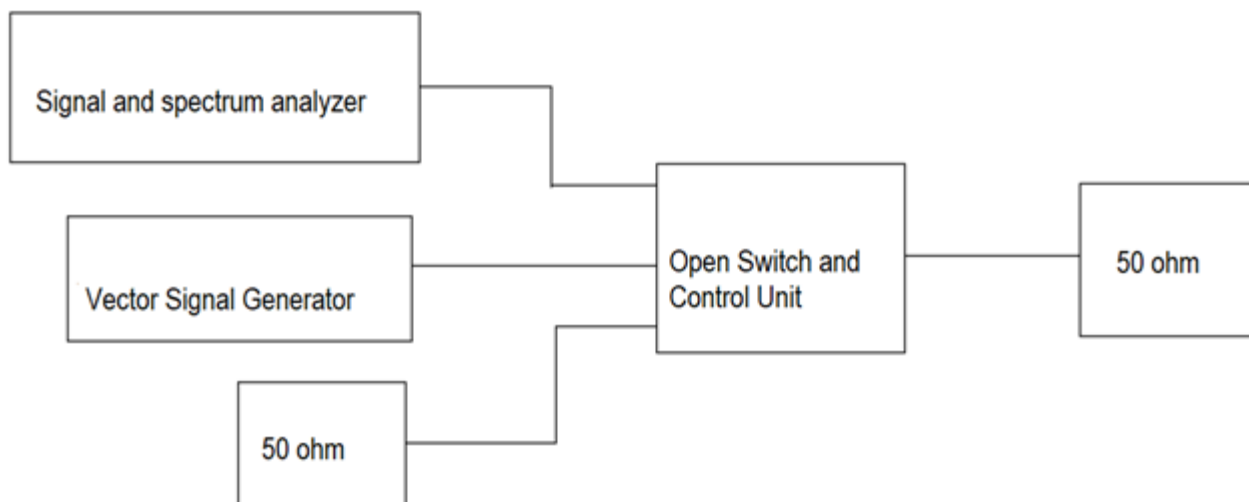 Signal and spectrum analyzer
Vector Signal Generator
50 ohm
Open Switch and
Control Unit
50 ohm